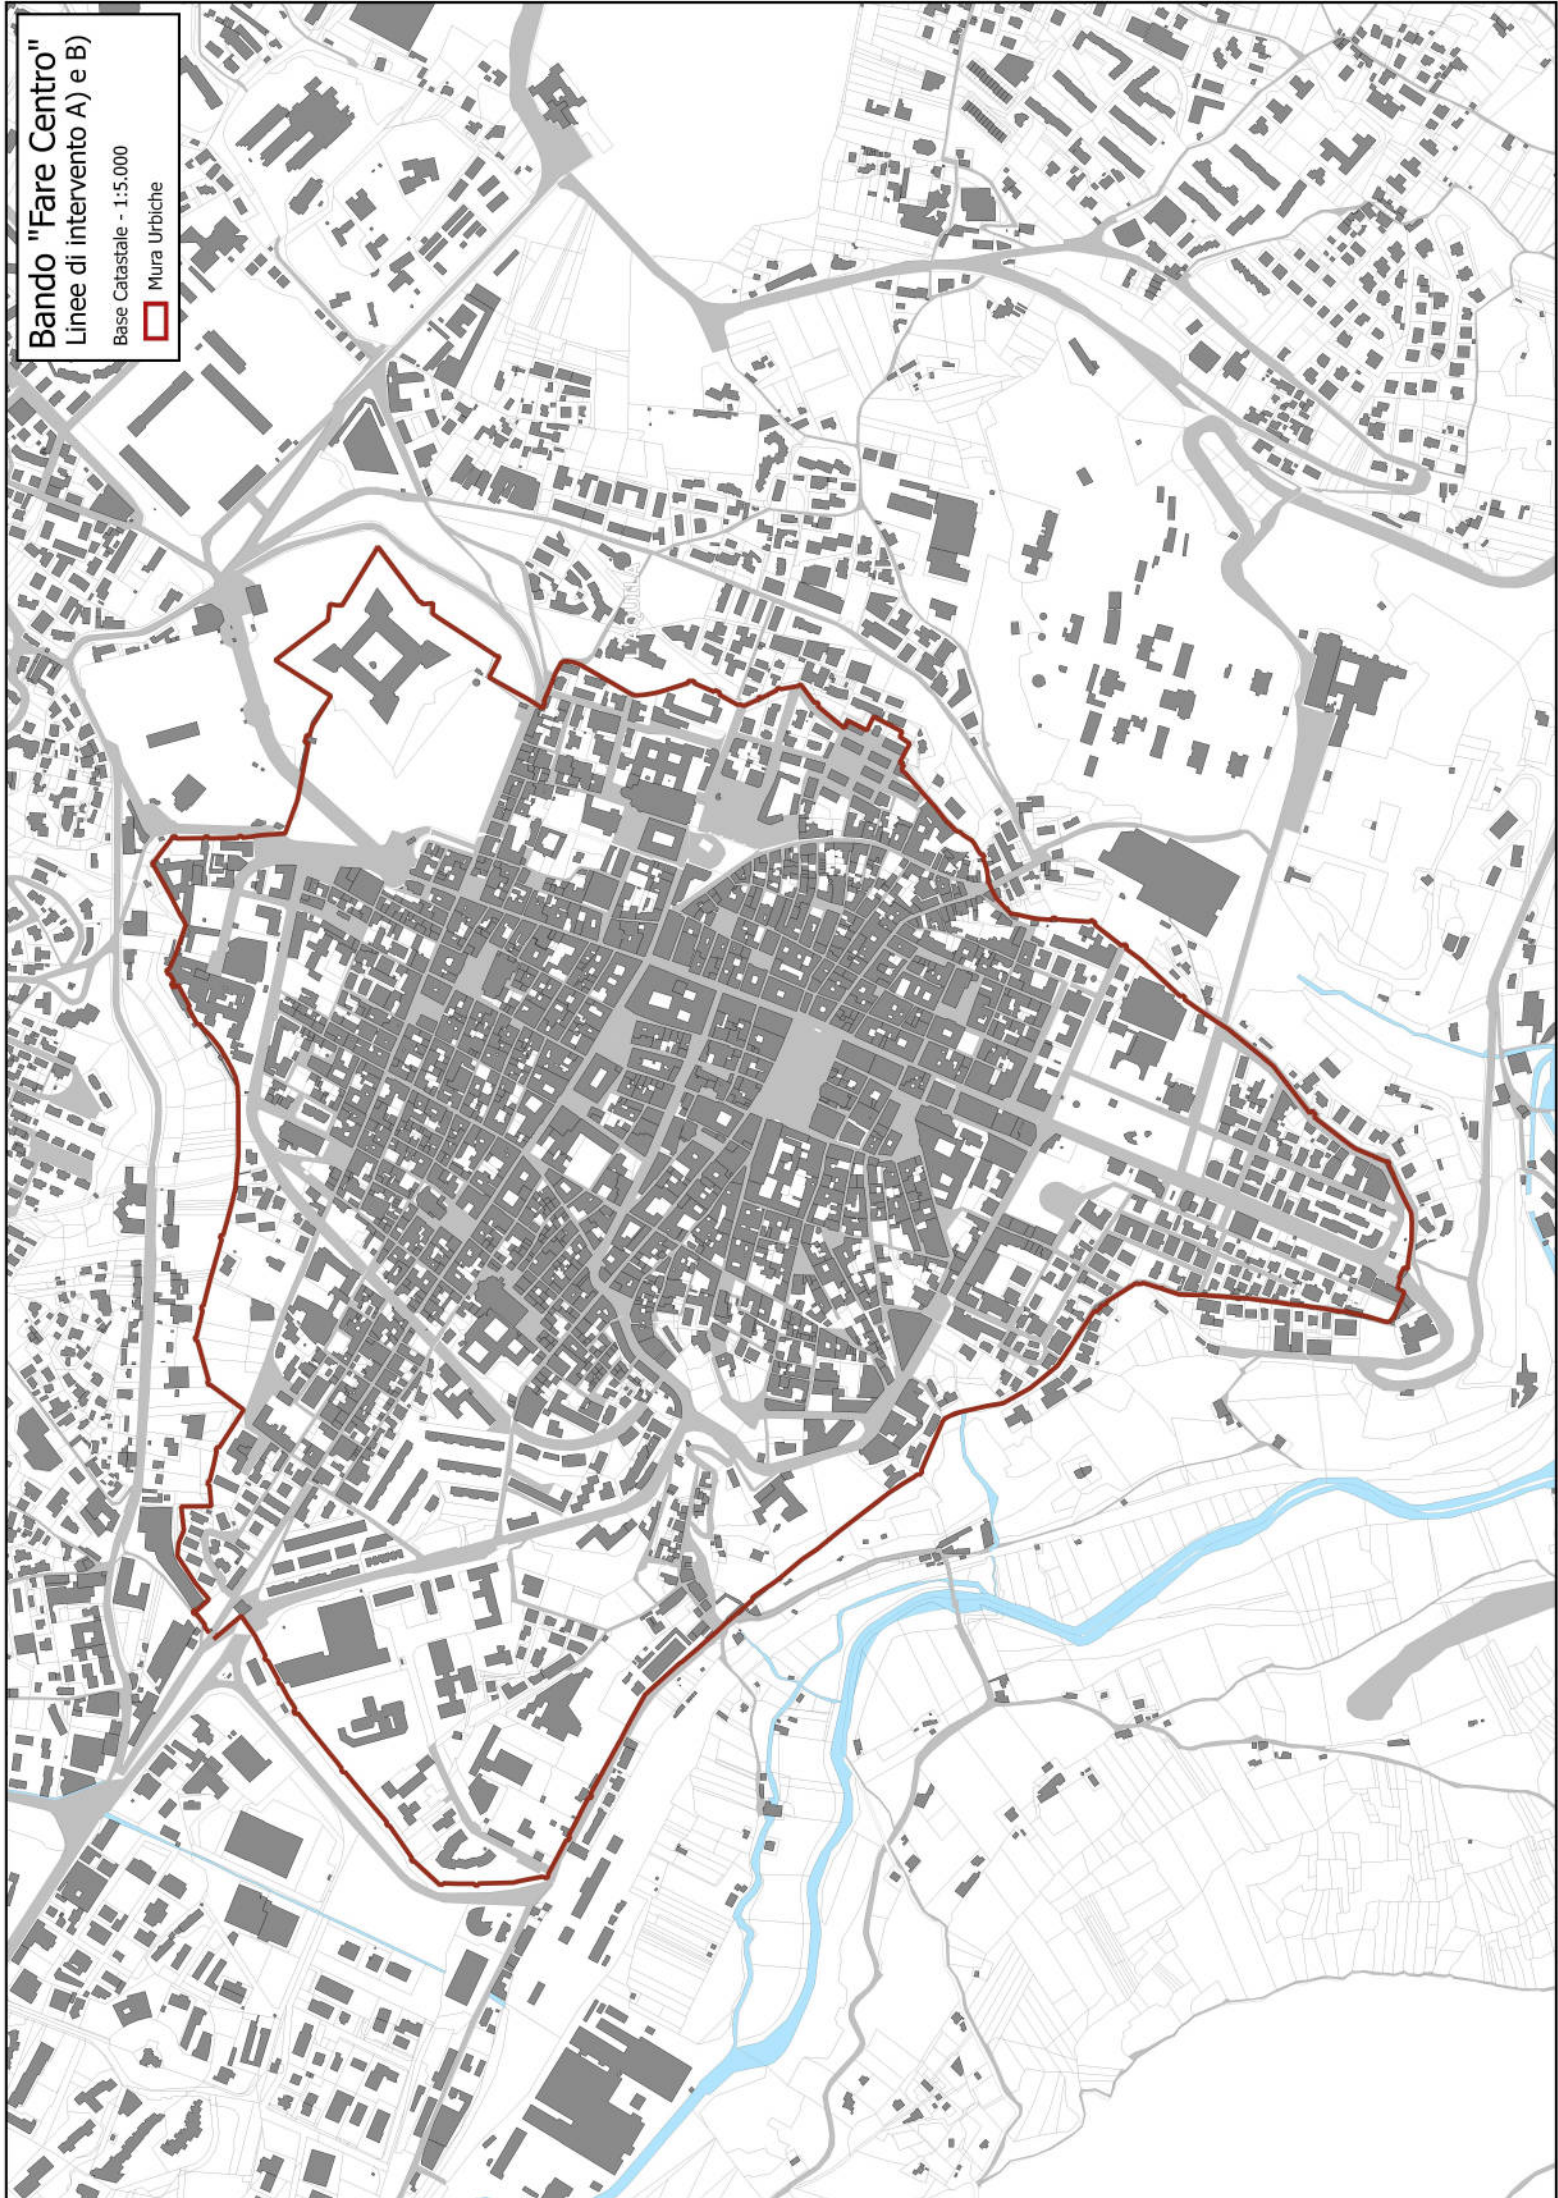 Bando "Fare Centro"
Linee di intervento A) e B)
Base Catastale - 1:5.000
Mura Urbiche